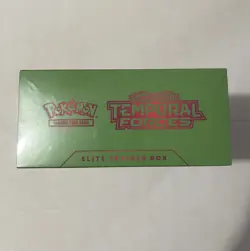 POKÉMON
TEMPORAL
FORCES
ELITE TRAINER BOX